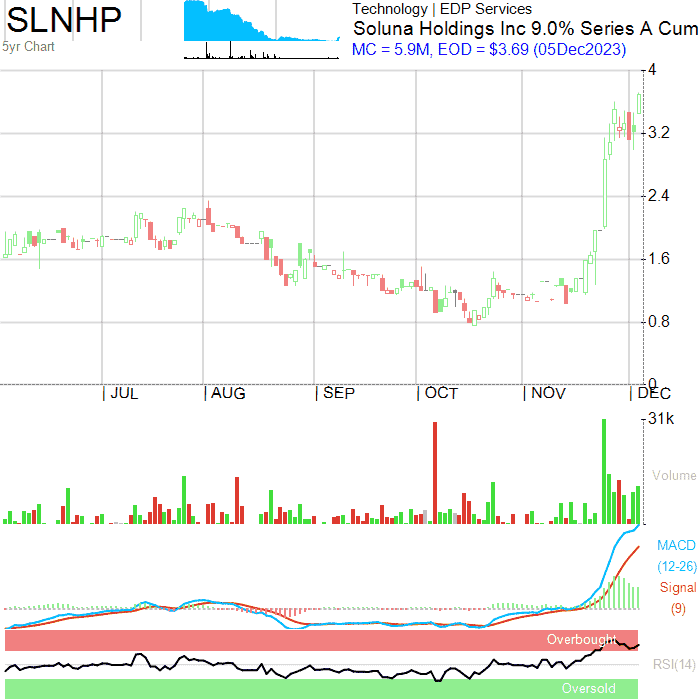 SLNHP
5yr Chart
Technology | EDP Services
Soluna Holdings Inc 9.0% Series A Cum
MC = 5.9M, EOD = $3.69 (05Dec2023)
4
3.2
2.4
1.6
0.8
0
| JUL | AUG | SEP | OCT | NOV | DEC
31k
Volume
MACD
(12-26)
Signal
(9)
Overbought
RSI(14)
Oversold